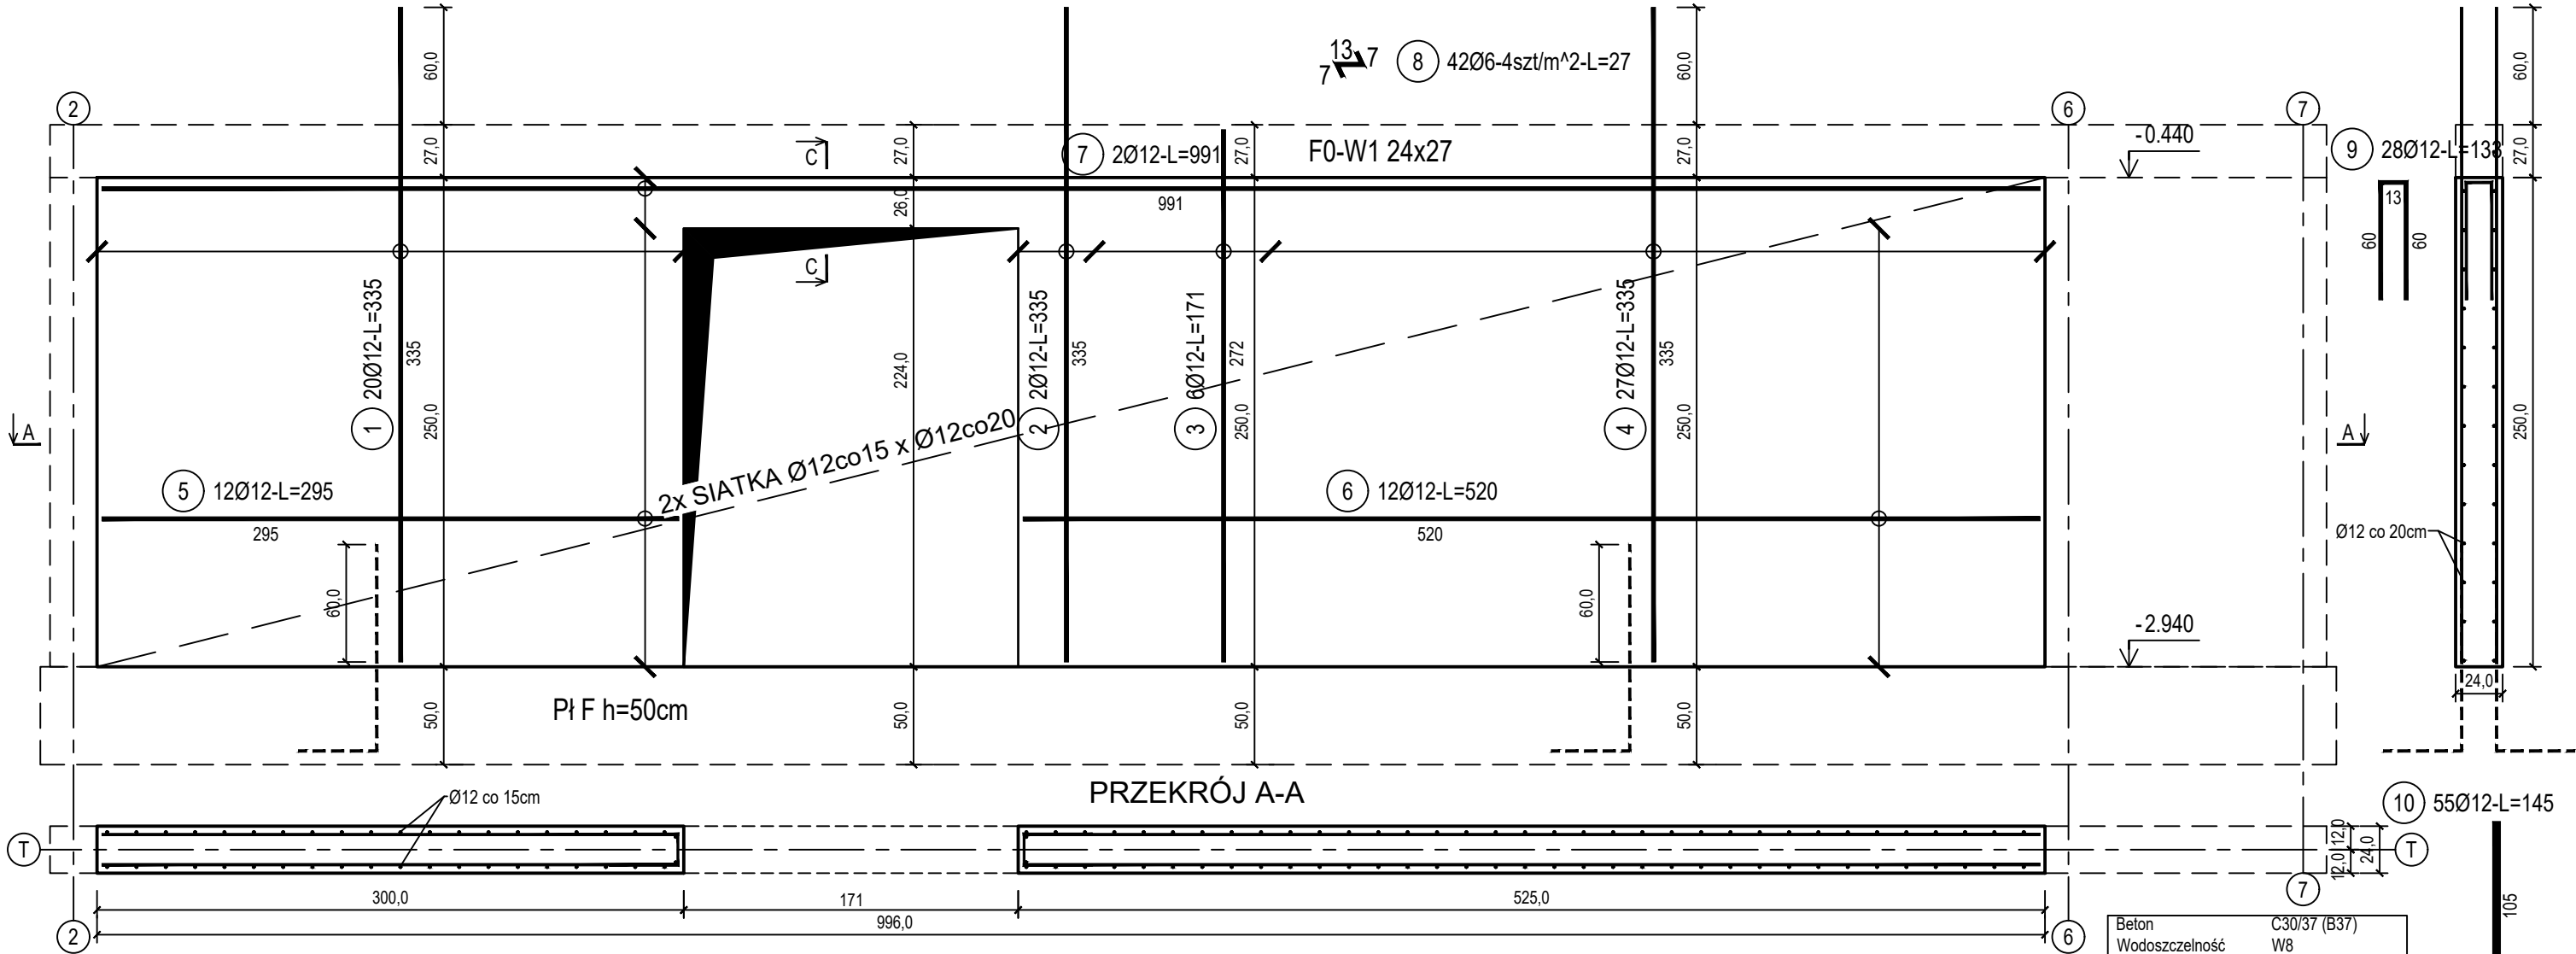 60,0
27,0
2
13
7
7
8
42Ø6-4szt/m^2-L=27
60,0
60,0
6
7
C
27,0
7
2Ø12-L=991
27,0
F0-W1 24x27
27,0
-0.440
9
28Ø12-L=133
27,0
26,0
991
13
60
60
C
1
20Ø12-L=335
335
250,0
224,0
2
2Ø12-L=335
335
3
6Ø12-L=171
272
250,0
4
27Ø12-L=335
335
250,0
250,0
A
A
2x SIATKA Ø12co15 x Ø12co20
5
12Ø12-L=295
295
6
12Ø12-L=520
520
Ø12 co 20cm
60,0
60,0
-2.940
24,0
Pł F h=50cm
50,0
50,0
50,0
50,0
PRZEKRÓJ A-A
Ø12 co 15cm
10
55Ø12-L=145
T
12,0
12,0
24,0
T
300,0
171
525,0
996,0
7
2
6
105
Beton C30/37 (B37)
Wodoszczelność W8